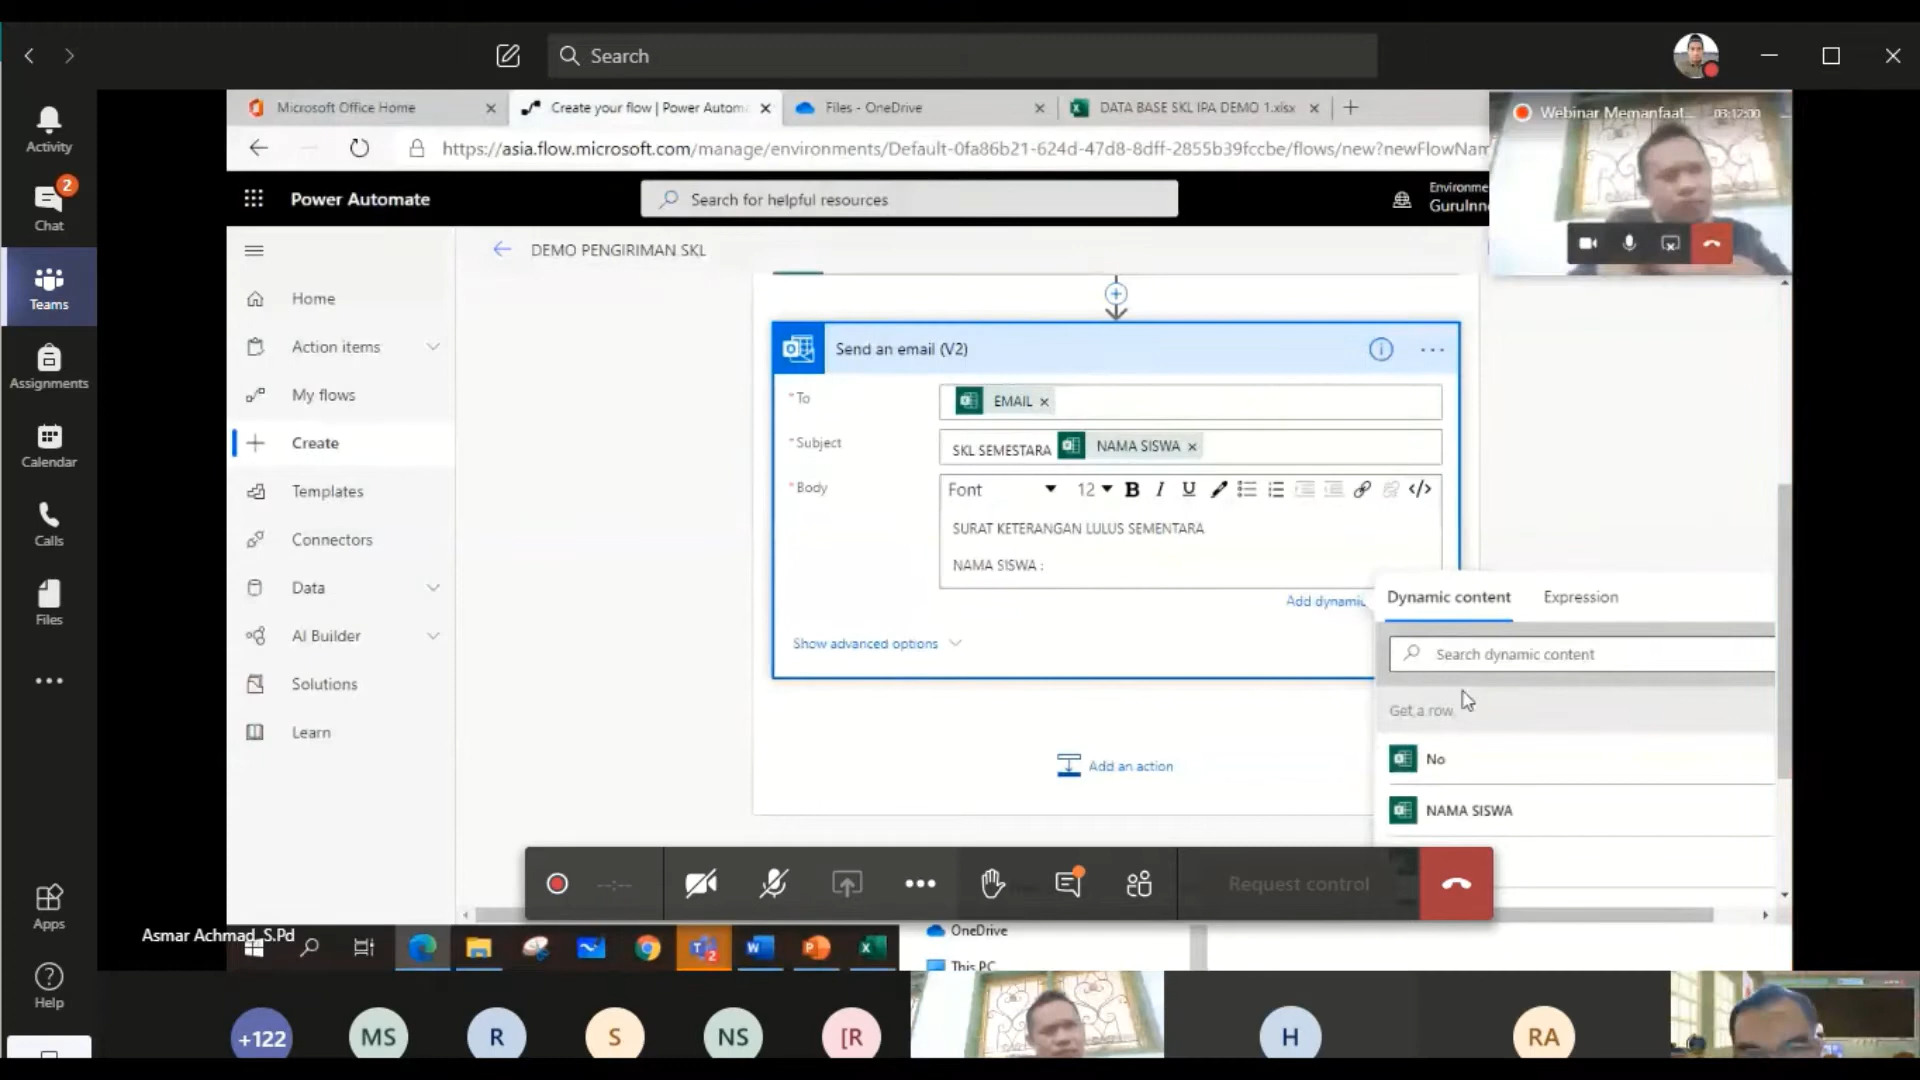 Search
Activity
2
Chat
Teams
Assignments
Calendar
Calls
Files
Apps
Help
Microsoft Office Home
Create your flow | Power Autom
Files - OneDrive
DATA BASE SKL IPA DEMO 1.xlsx
https://asia.flow.microsoft.com/manage/environments/Default-0fa86b21-624d-47d8-8dff-2855b39fccbe/flows/new?newFlowNam
Webinar Memanfaat...
03:12:00
Power Automate
Search for helpful resources
Environme
GuruInn
DEMO PENGIRIMAN SKL
Home
Action items
My flows
Create
Templates
Connectors
Data
AI Builder
Solutions
Learn
Send an email (V2)
*To
EMAIL
*Subject
SKL SEMESTARA NAMA SISWA
*Body
Font 12 B I U </>
SURAT KETERANGAN LULUS SEMENTARA
NAMA SISWA :
Add dynamic
Show advanced options
Add an action
Dynamic content
Expression
Search dynamic content
Get a row
No
NAMA SISWA
--:--
Request control
Asmar Achmad, S.Pd
2
OneDrive
This PC
+122
MS
R
S
NS
[R
H
RA